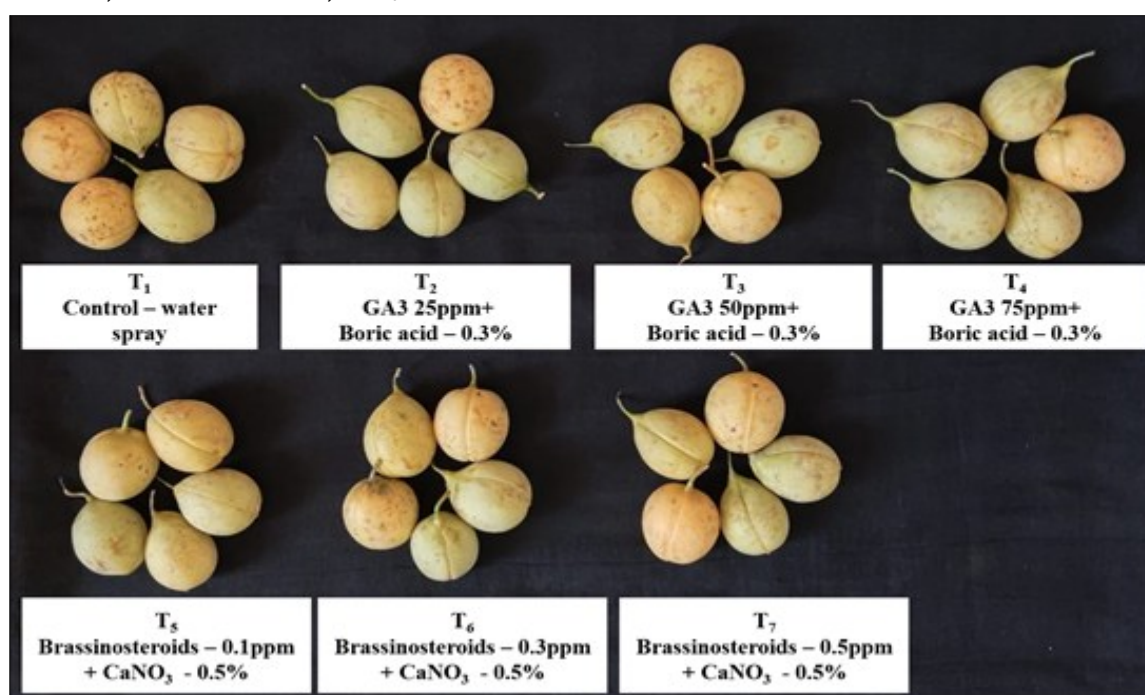 T₁
Control – water
spray
T₂
GA3 25ppm+
Boric acid – 0.3%
T₃
GA3 50ppm+
Boric acid – 0.3%
T₄
GA3 75ppm+
Boric acid – 0.3%
T₅
Brassinosteroids – 0.1ppm
+ CaNO₃ - 0.5%
T₆
Brassinosteroids – 0.3ppm
+ CaNO₃ - 0.5%
T₇
Brassinosteroids – 0.5ppm
+ CaNO₃ - 0.5%